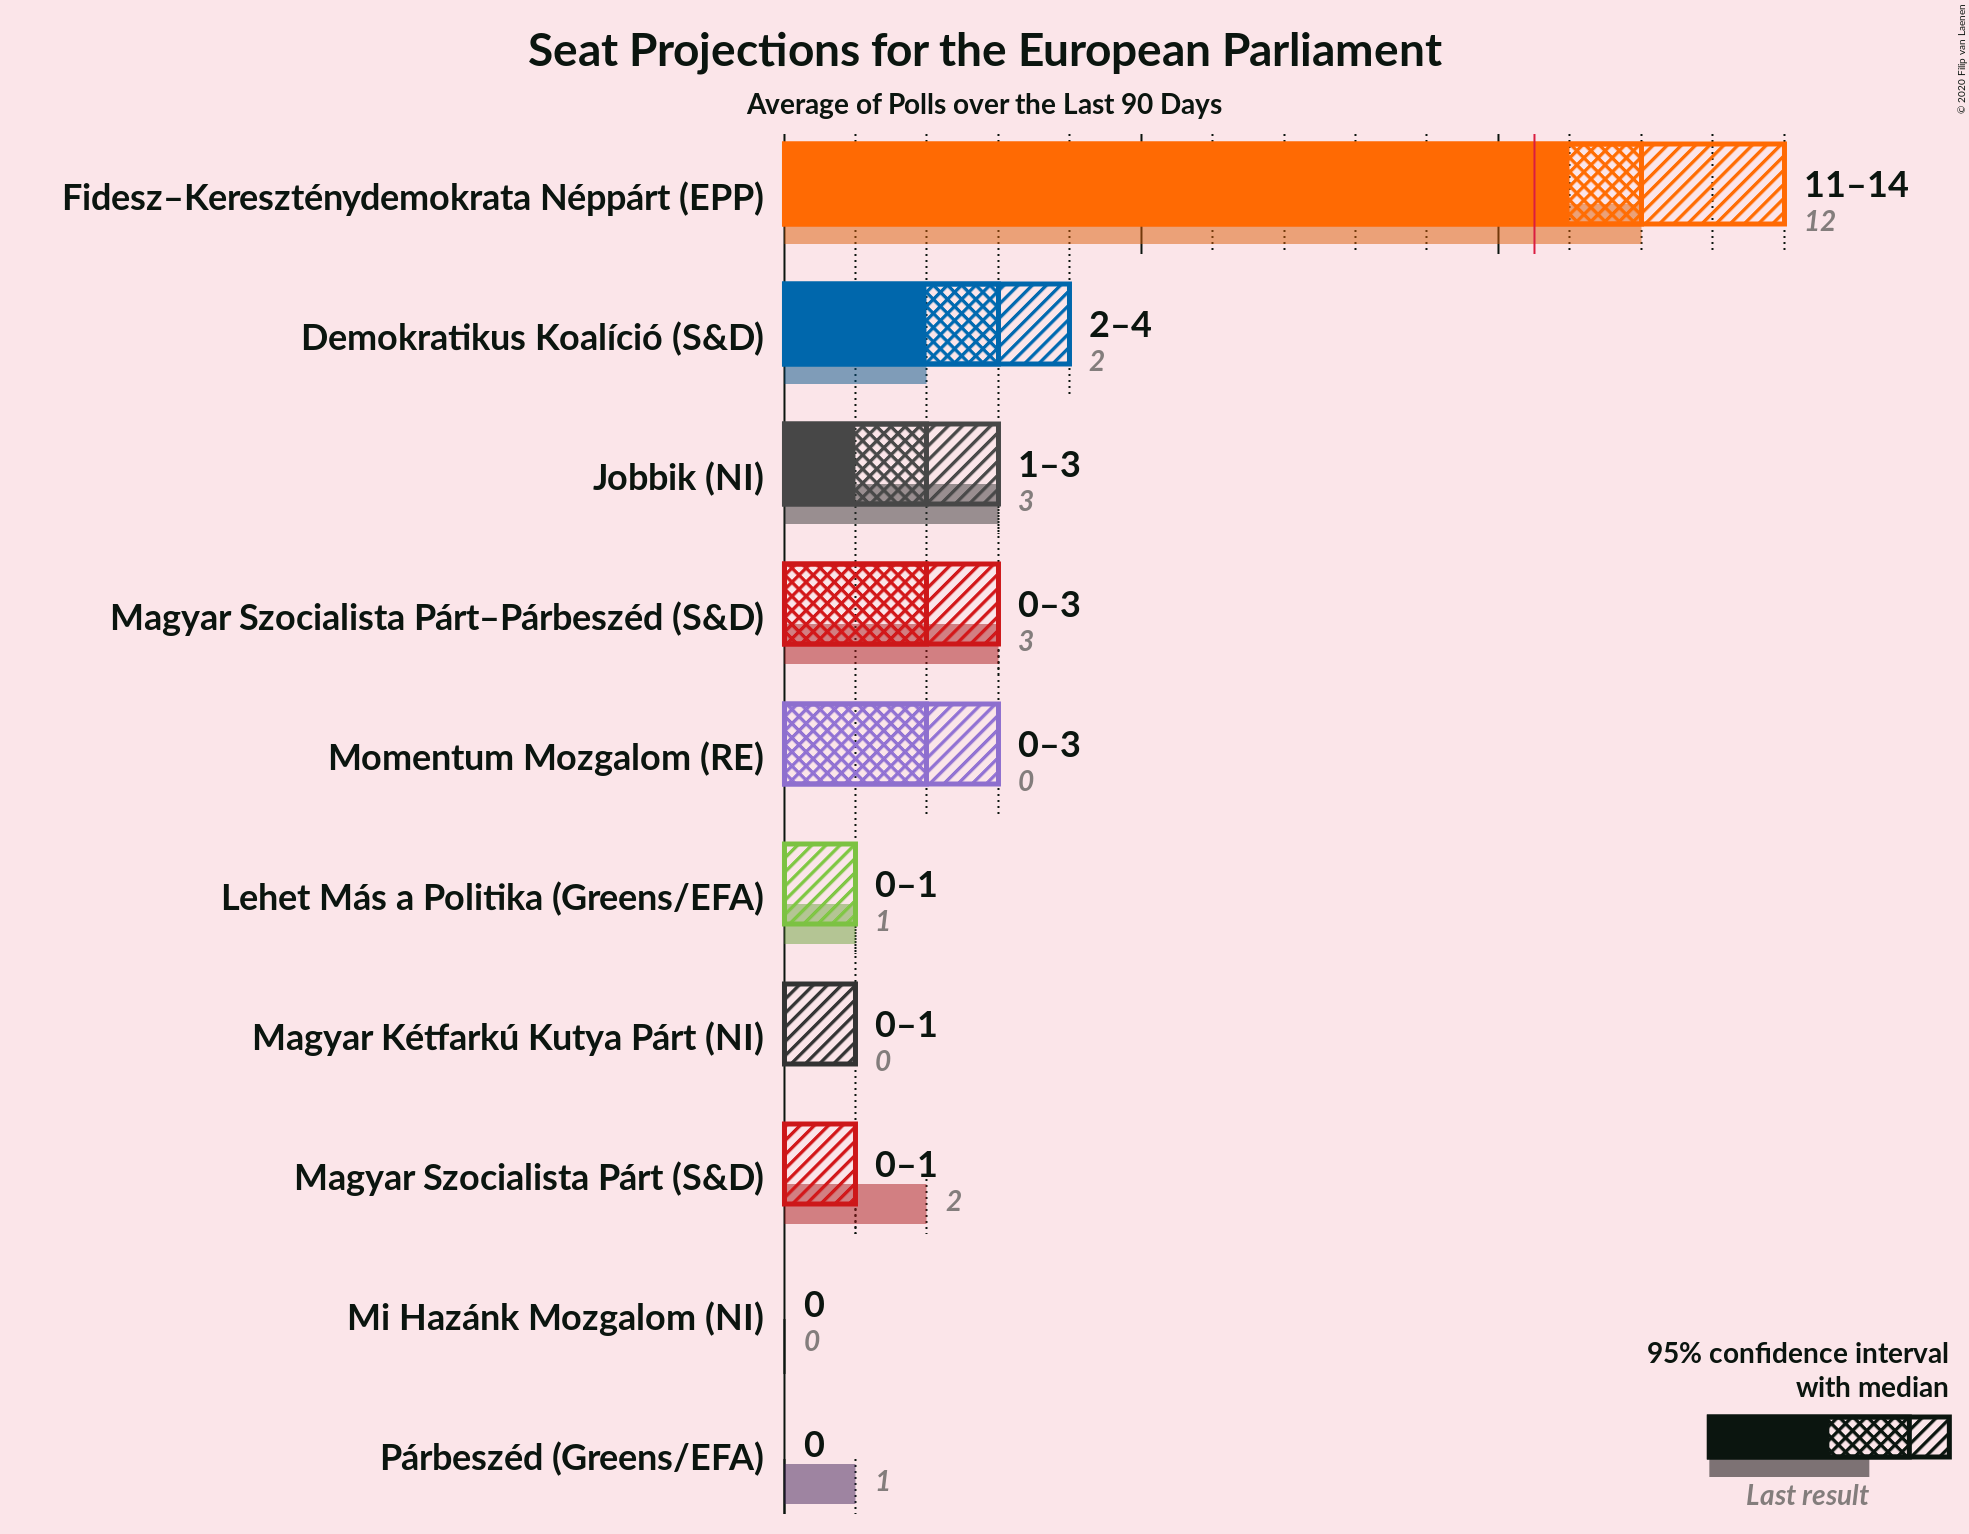 Seat Projections for the European Parliament
Average of Polls over the Last 90 Days
© 2020 Filip van Laenen
Fidesz–Kereszténydemokrata Néppárt (EPP)
11–14
12
Demokratikus Koalíció (S&D)
2–4
2
Jobbik (NI)
1–3
3
Magyar Szocialista Párt–Párbeszéd (S&D)
0–3
3
Momentum Mozgalom (RE)
0–3
0
Lehet Más a Politika (Greens/EFA)
0–1
1
Magyar Kétfarkú Kutya Párt (NI)
0–1
0
Magyar Szocialista Párt (S&D)
0–1
2
Mi Hazánk Mozgalom (NI)
0
0
Párbeszéd (Greens/EFA)
0
1
95% confidence interval
with median
Last result